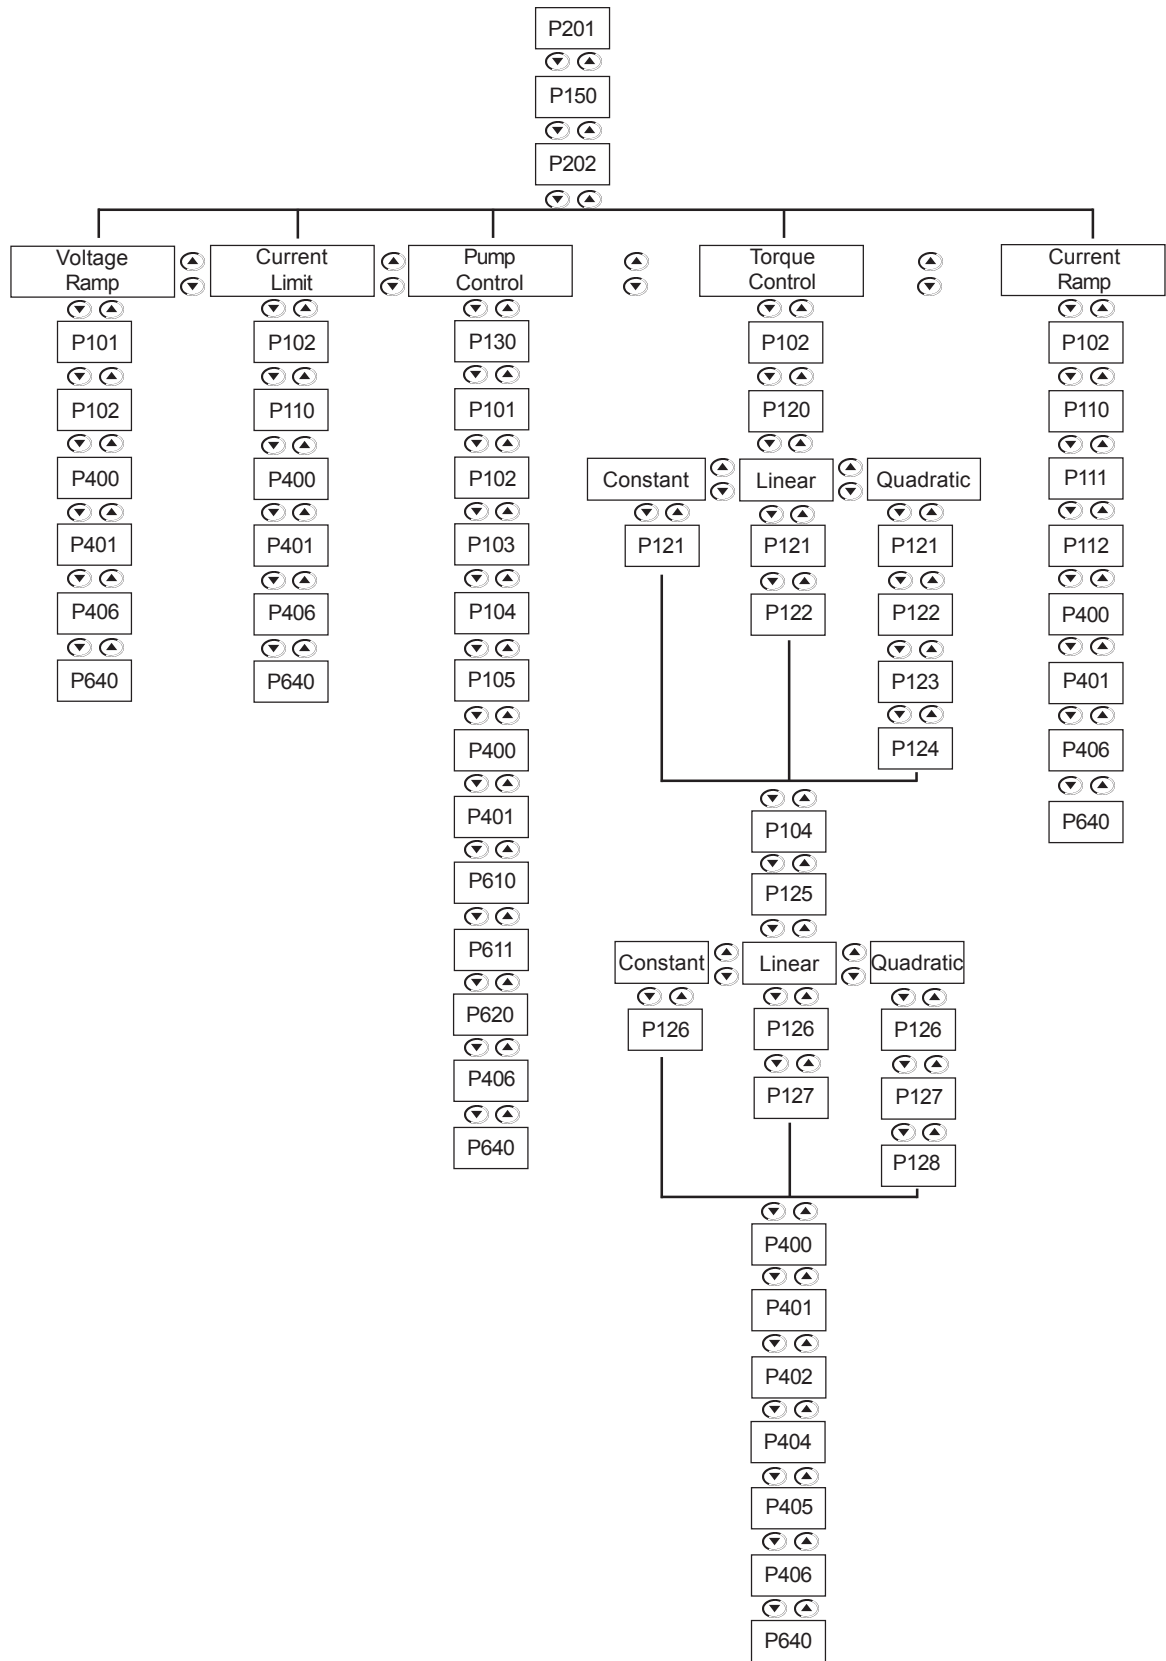 P201
P150
P202
Voltage
Ramp
P101
P102
P400
P401
P406
P640
Current
Limit
P102
P110
P400
P401
P406
P640
Pump
Control
P130
P101
P102
P103
P104
P105
P400
P401
P610
P611
P620
P406
P640
Torque
Control
P102
P120
Constant
P121
Linear
P121
P122
Quadratic
P121
P122
P123
P124
P104
P125
Constant
P126
Linear
P126
P127
Quadratic
P126
P127
P128
P400
P401
P402
P404
P405
P406
P640
Current
Ramp
P102
P110
P111
P112
P400
P401
P406
P640